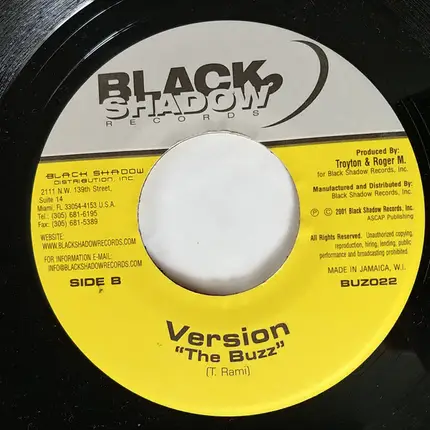 BLACK
SHADOW
RECORDS
BLACK SHADOW
DISTRIBUTION, INC.
2111 N.W. 139th Street,
Suite 14
Miami, FL 33054-4153 U.S.A.
Tel: (305) 681-6195
Fax: (305) 681-5389
WEBSITE:
WWW.BLACKSHADOWRECORDS.COM
FOR INFORMATION E-MAIL:
INFO@BLACKSHADOWRECORDS.COM
SIDE B
Produced By:
Troyton & Roger M.
for Black Shadow Records, Inc.
Manufactured and Distributed By:
Black Shadow Records, Inc.
℗ © 2001 Black Shadow Records, Inc.
ASCAP Publishing
All Rights Reserved. Unauthorized copying,
reproduction, hiring, lending, public
performance and broadcasting prohibited.
MADE IN JAMAICA, W.I.
BUZ022
Version
"The Buzz"
(T. Rami)